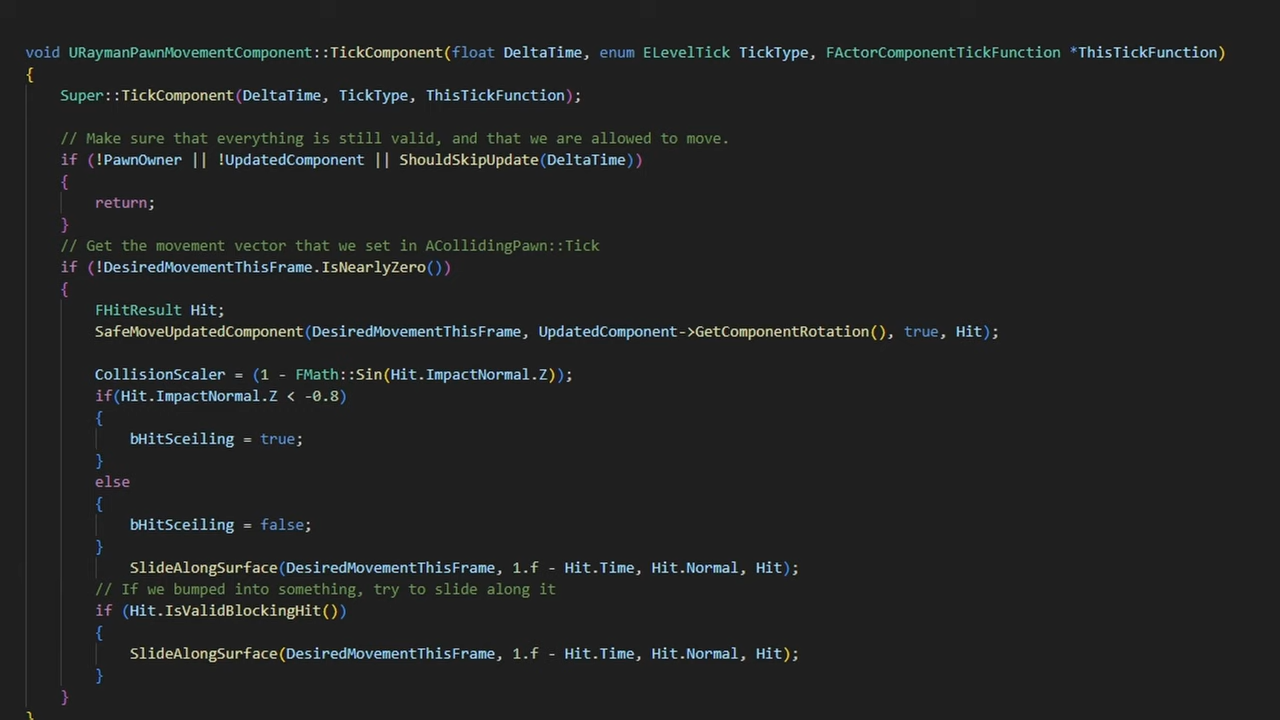 void URaymanPawnMovementComponent::TickComponent(float DeltaTime, enum ELevelTick TickType, FActorComponentTickFunction *ThisTickFunction)
{
    Super::TickComponent(DeltaTime, TickType, ThisTickFunction);
    // Make sure that everything is still valid, and that we are allowed to move.
    if (!PawnOwner || !UpdatedComponent || ShouldSkipUpdate(DeltaTime))
    {
        return;
    }
    // Get the movement vector that we set in ACollidingPawn::Tick
    if (!DesiredMovementThisFrame.IsNearlyZero())
    {
        FHitResult Hit;
        SafeMoveUpdatedComponent(DesiredMovementThisFrame, UpdatedComponent->GetComponentRotation(), true, Hit);
        CollisionScaler = (1 - FMath::Sin(Hit.ImpactNormal.Z));
        if(Hit.ImpactNormal.Z < -0.8)
        {
            bHitSceiling = true;
        }
        else
        {
            bHitSceiling = false;
        }
            SlideAlongSurface(DesiredMovementThisFrame, 1.f - Hit.Time, Hit.Normal, Hit);
        // If we bumped into something, try to slide along it
        if (Hit.IsValidBlockingHit())
        {
            SlideAlongSurface(DesiredMovementThisFrame, 1.f - Hit.Time, Hit.Normal, Hit);
        }
    }
}